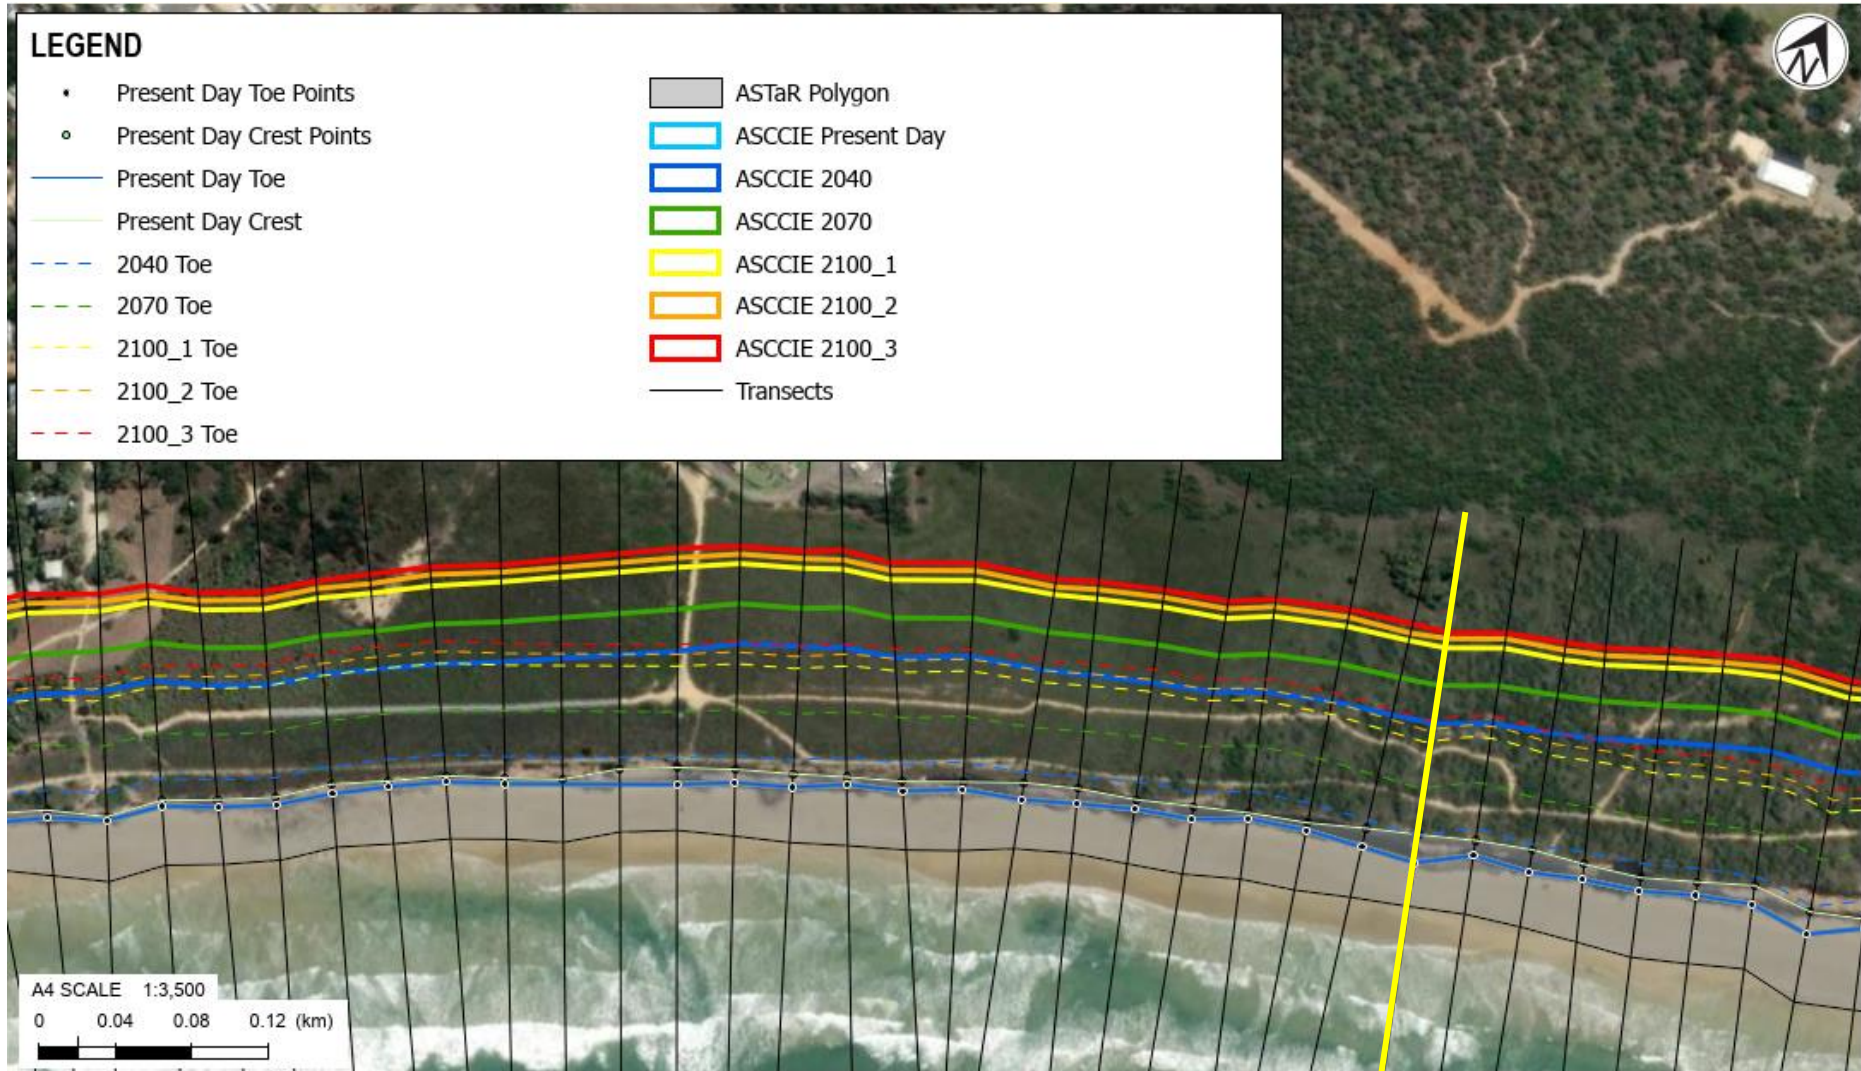 LEGEND
Present Day Toe Points
Present Day Crest Points
Present Day Toe
Present Day Crest
2040 Toe
2070 Toe
2100_1 Toe
2100_2 Toe
2100_3 Toe
ASTaR Polygon
ASCCIE Present Day
ASCCIE 2040
ASCCIE 2070
ASCCIE 2100_1
ASCCIE 2100_2
ASCCIE 2100_3
Transects
N
A4 SCALE 1:3,500
0 0.04 0.08 0.12 (km)